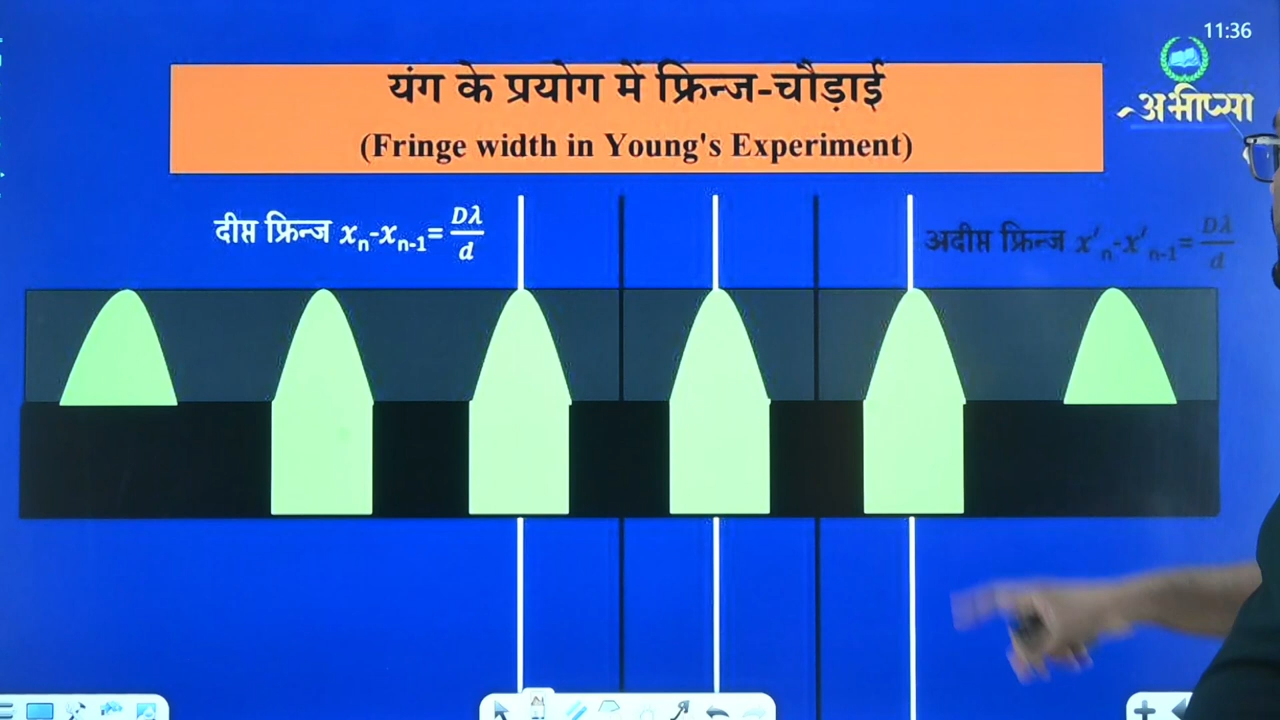 11:36
अभीप्सा
यंग के प्रयोग में फ्रिन्ज-चौड़ाई
(Fringe width in Young's Experiment)
दीप्त फ्रिन्ज xₙ-xₙ₋₁= Dλ/d
अदीप्त फ्रिन्ज x′ₙ-x′ₙ₋₁= Dλ/d